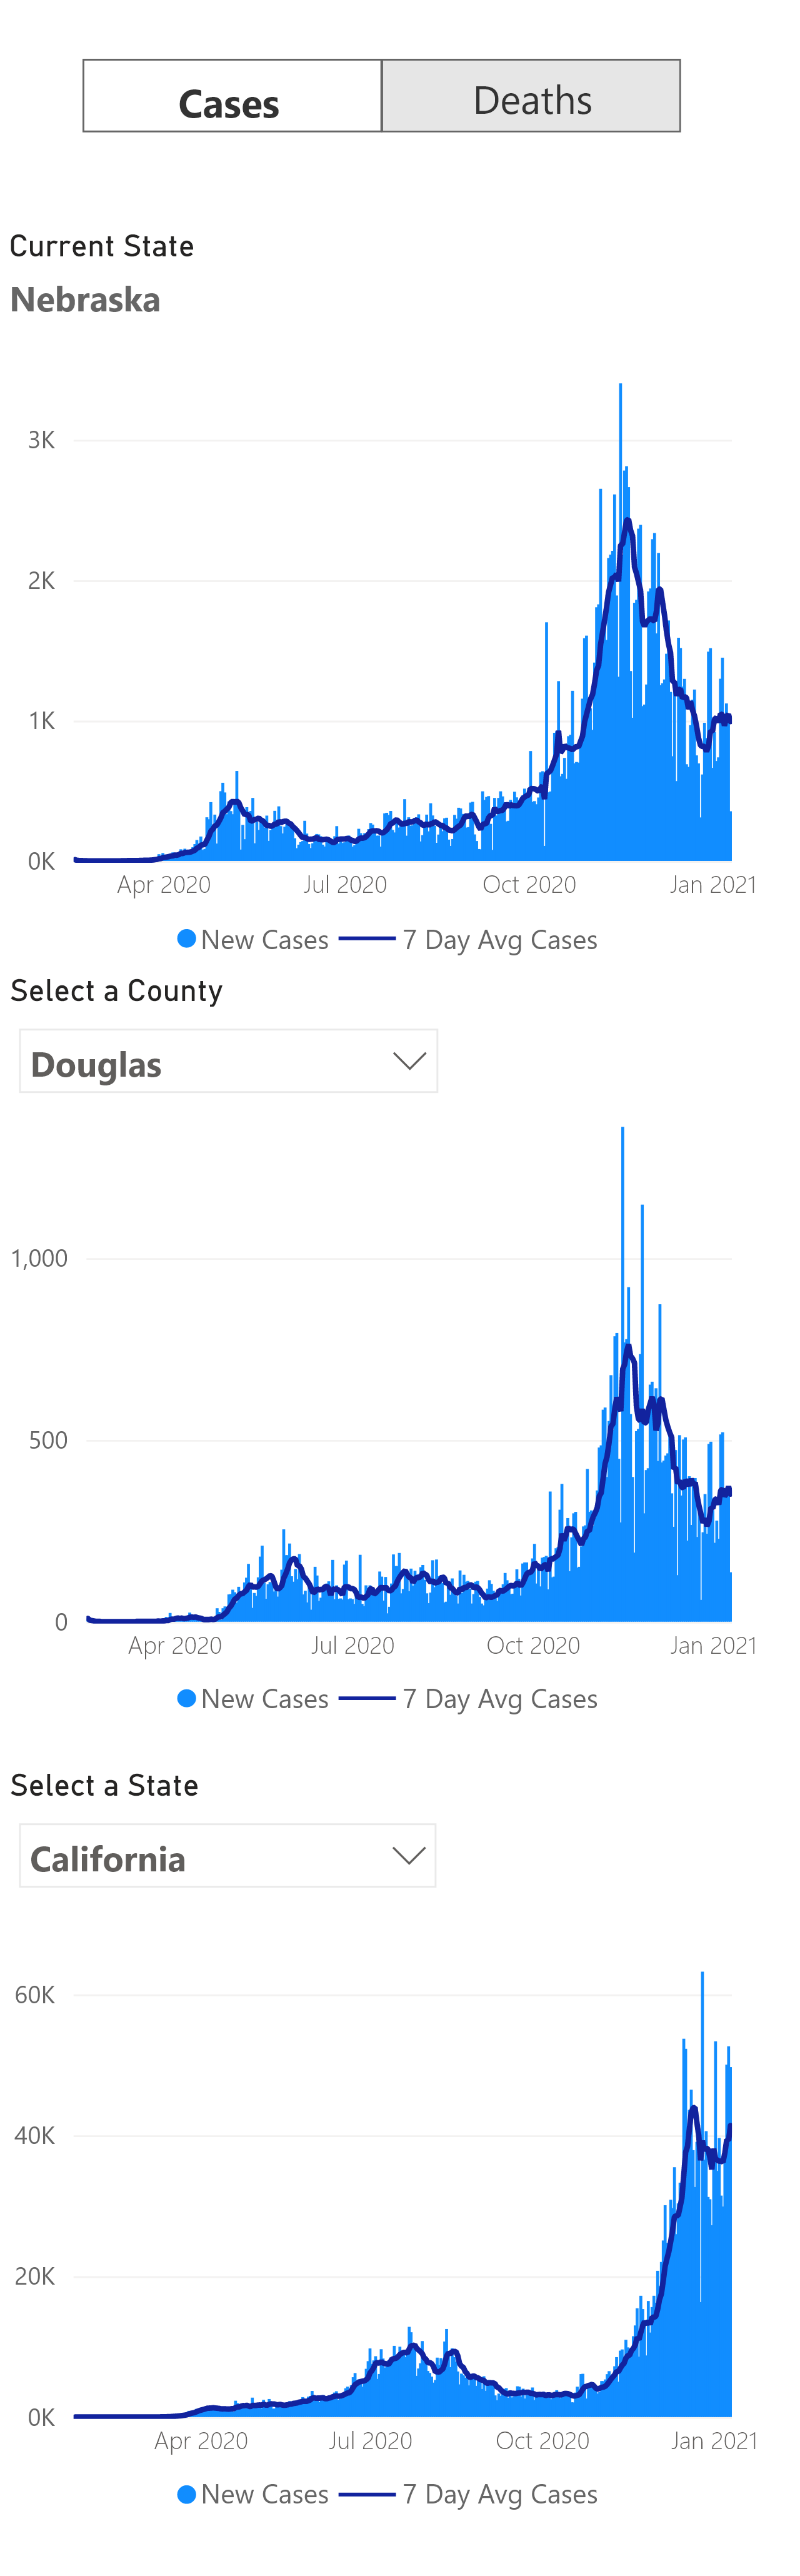 Cases Deaths
Current State
Nebraska
3K
2K
1K
0K
Apr 2020 Jul 2020 Oct 2020 Jan 2021
New Cases 7 Day Avg Cases
Select a County
Douglas
1,000
500
0
Apr 2020 Jul 2020 Oct 2020 Jan 2021
New Cases 7 Day Avg Cases
Select a State
California
60K
40K
20K
0K
Apr 2020 Jul 2020 Oct 2020 Jan 2021
New Cases 7 Day Avg Cases